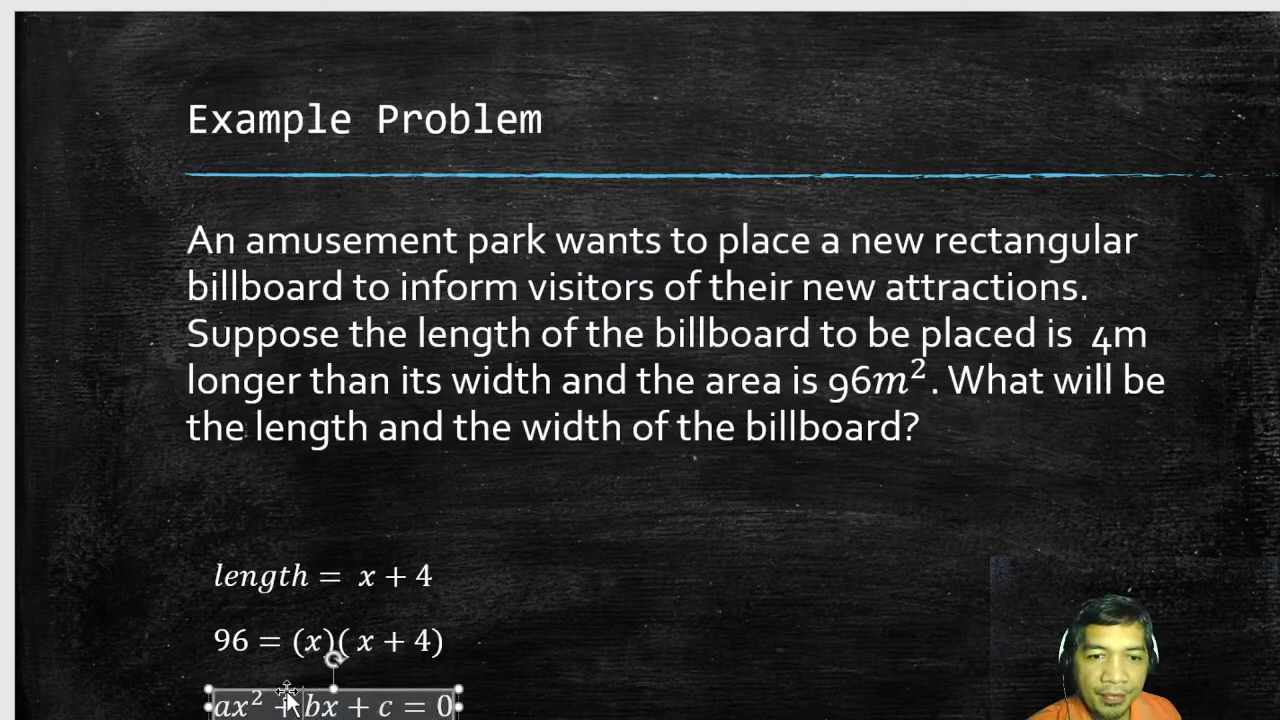 Example Problem
An amusement park wants to place a new rectangular
billboard to inform visitors of their new attractions.
Suppose the length of the billboard to be placed is 4m
longer than its width and the area is 96m². What will be
the length and the width of the billboard?
length = x + 4
96 = (x)( x + 4)
ax² + bx + c = 0